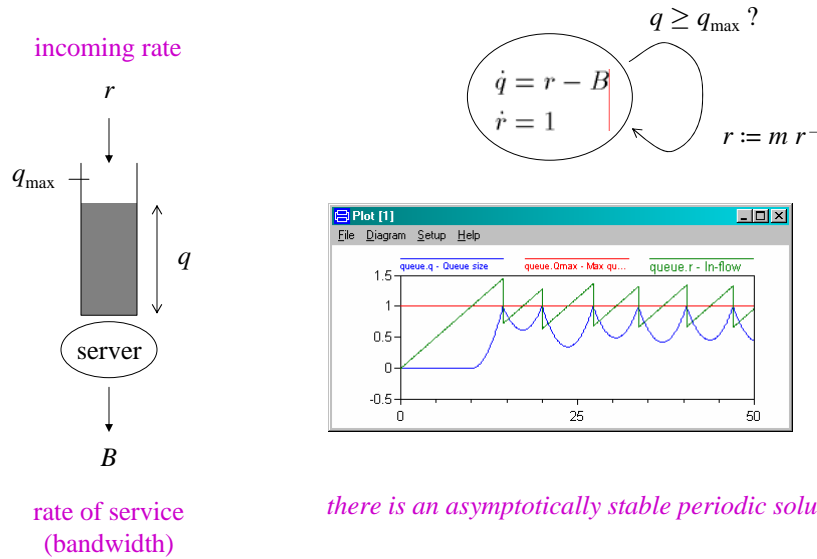 incoming rate
r
q_max
q
server
B
rate of service
(bandwidth)
q ≥ q_max ?
q̇ = r − B
ṙ = 1
r := m r⁻
Plot [1]
File Diagram Setup Help
queue.q - Queue size queue.Qmax - Max qu... queue.r - In-flow
1.5
1
0.5
0
-0.5
0 25 50
there is an asymptotically stable periodic solu